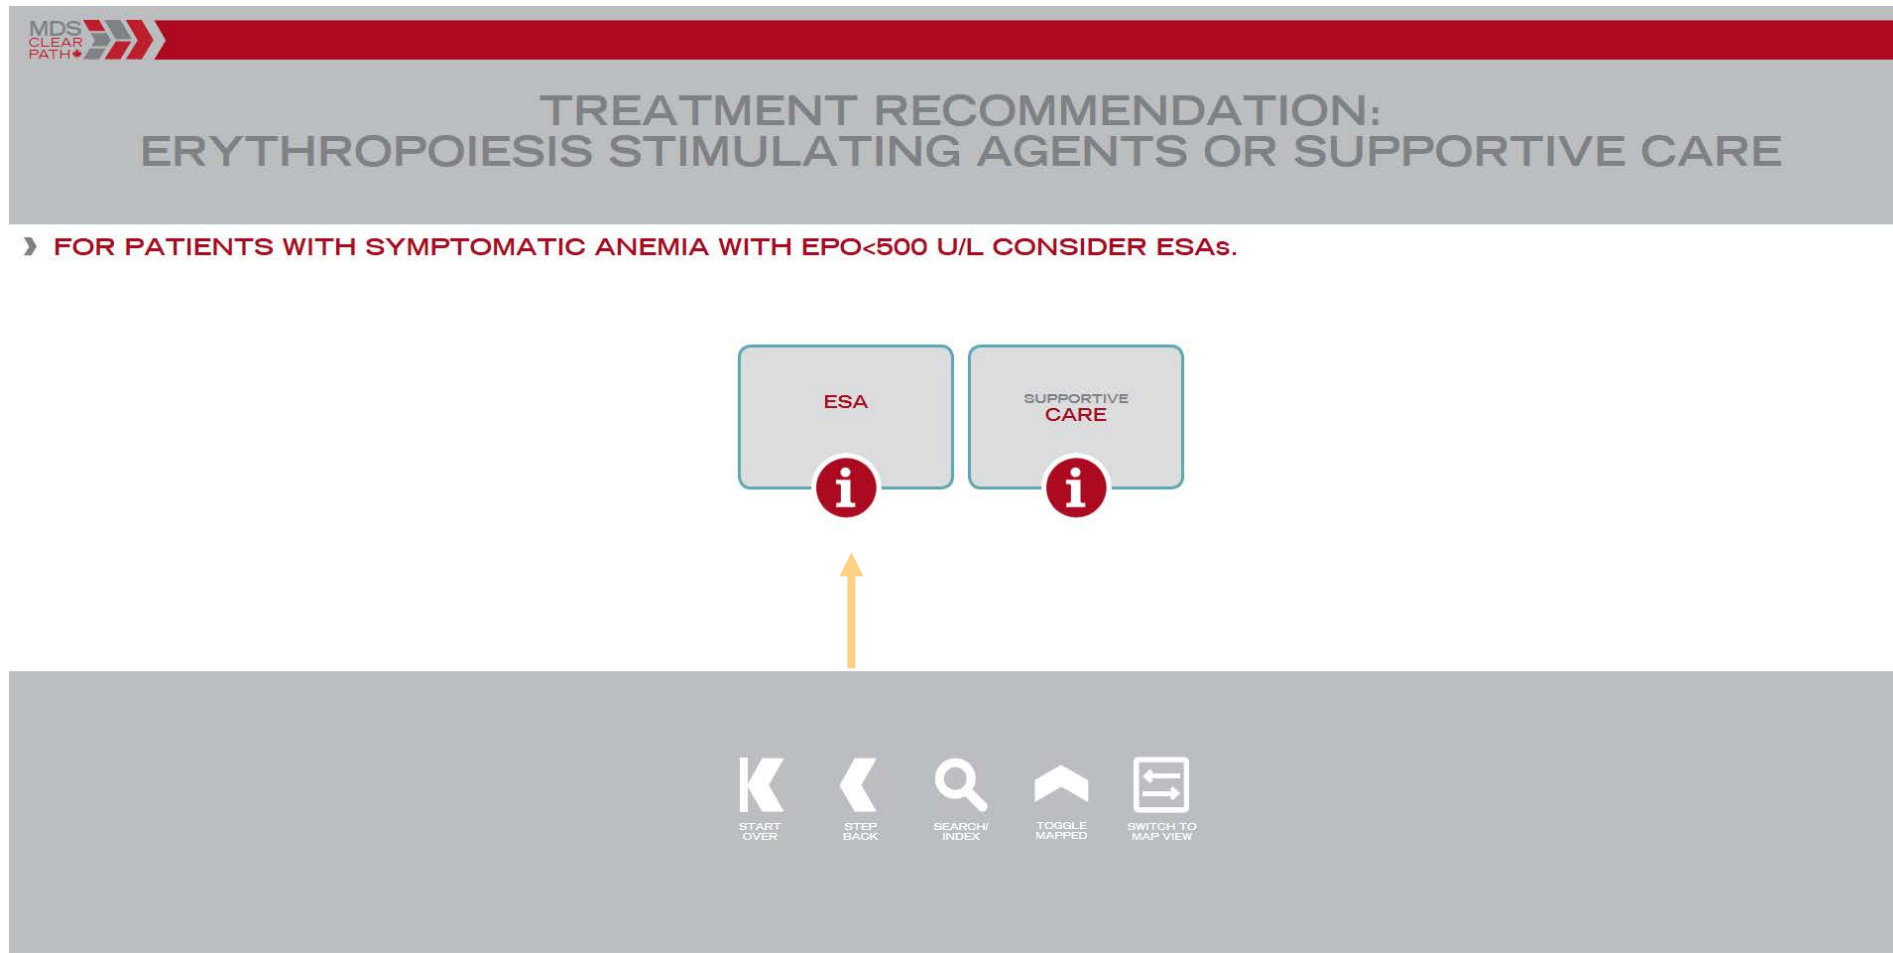 MDS
CLEAR
PATH
TREATMENT RECOMMENDATION:
ERYTHROPOIESIS STIMULATING AGENTS OR SUPPORTIVE CARE
FOR PATIENTS WITH SYMPTOMATIC ANEMIA WITH EPO<500 U/L CONSIDER ESAs.
ESA
SUPPORTIVE
CARE
START
OVER
STEP
BACK
SEARCH/
INDEX
TOGGLE
MAPPED
SWITCH TO
MAP VIEW